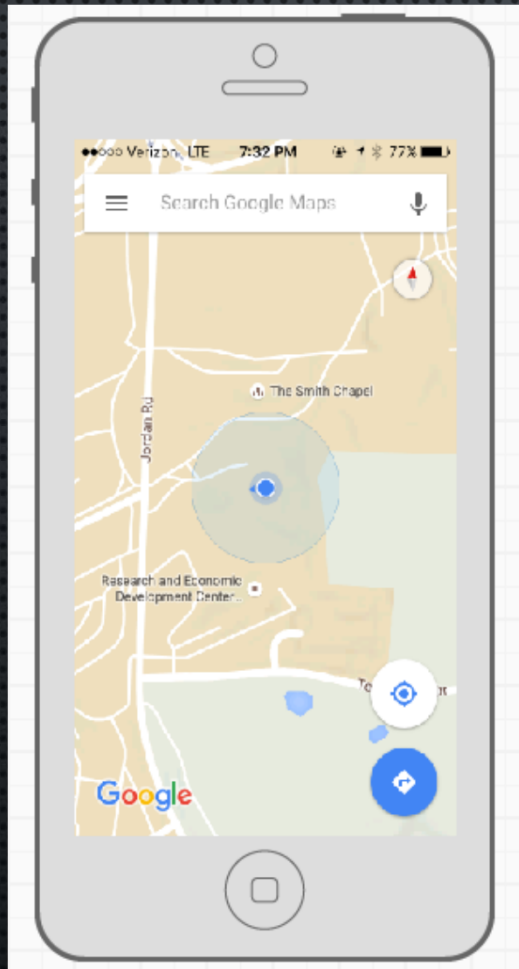 Verizon LTE 7:32 PM 77%
Search Google Maps
The Smith Chapel
Jordan Rd
Research and Economic
Development Center...
Google